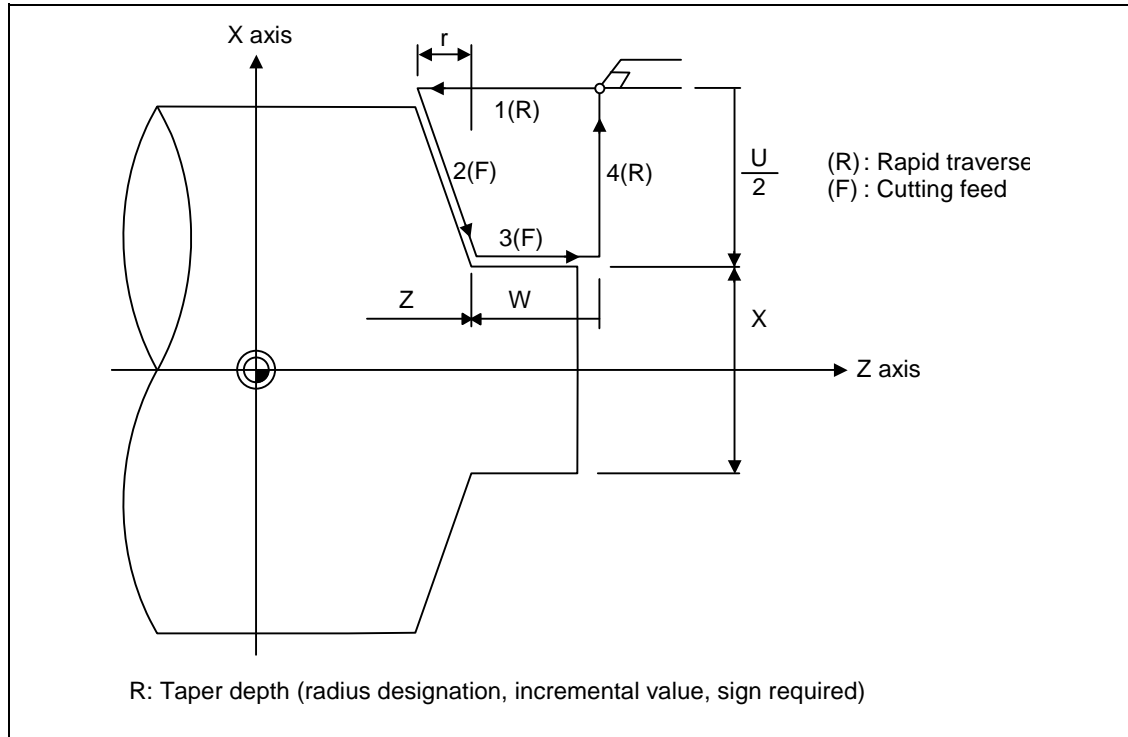 X axis
r
1(R)
2(F)
4(R)
U
2
(R) : Rapid traverse
(F) : Cutting feed
3(F)
Z
W
X
Z axis
R: Taper depth (radius designation, incremental value, sign required)